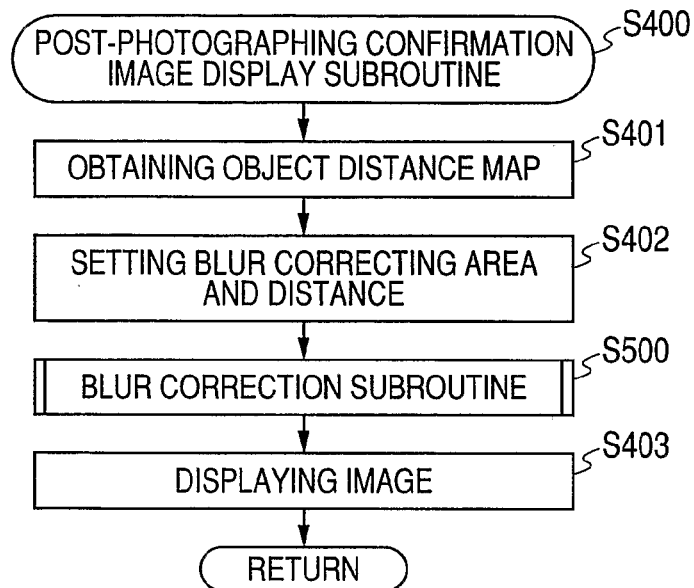 POST-PHOTOGRAPHING CONFIRMATION
IMAGE DISPLAY SUBROUTINE
S400
OBTAINING OBJECT DISTANCE MAP
S401
SETTING BLUR CORRECTING AREA
AND DISTANCE
S402
BLUR CORRECTION SUBROUTINE
S500
DISPLAYING IMAGE
S403
RETURN